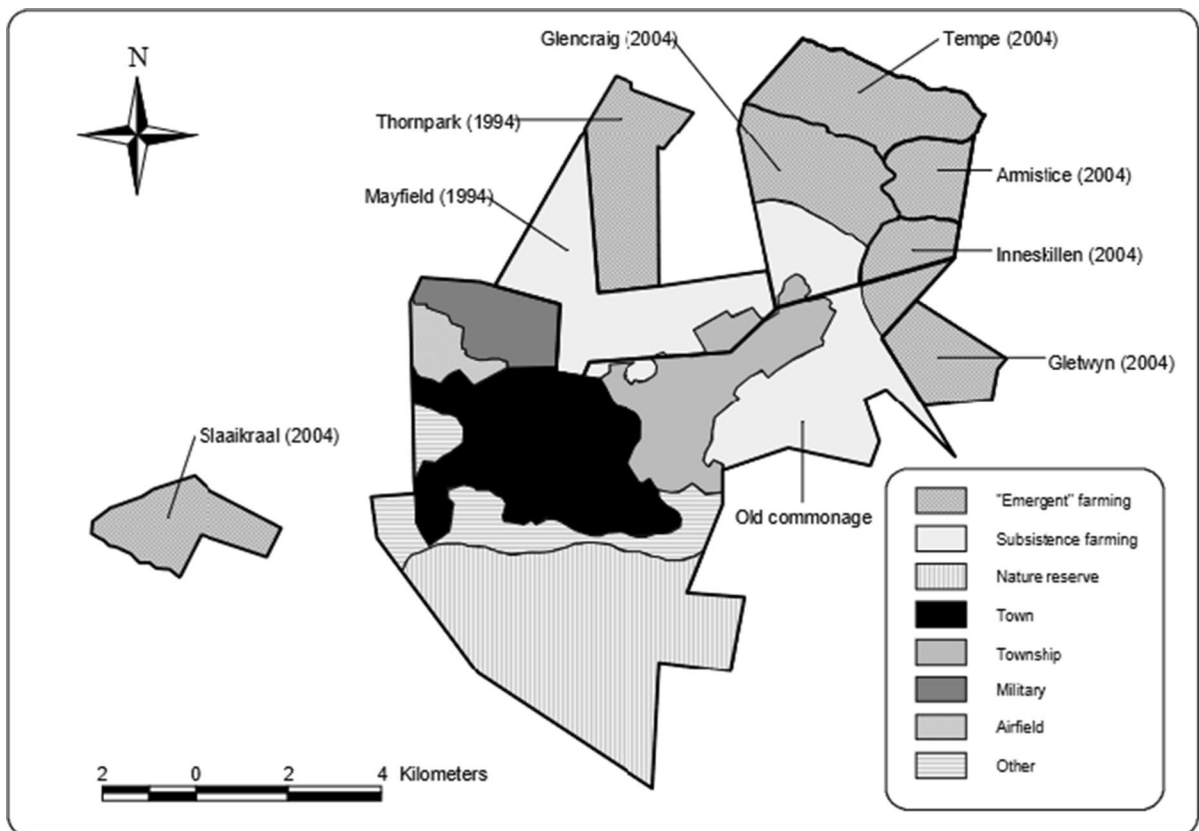 Glencraig (2004)
Tempe (2004)
N
Thornpark (1994)
Armistice (2004)
Mayfield (1994)
Inneskillen (2004)
Gletwyn (2004)
Slaaikraal (2004)
Old commonage
"Emergent" farming
Subsistence farming
Nature reserve
Town
Township
Military
Airfield
Other
2 0 2 4 Kilometers